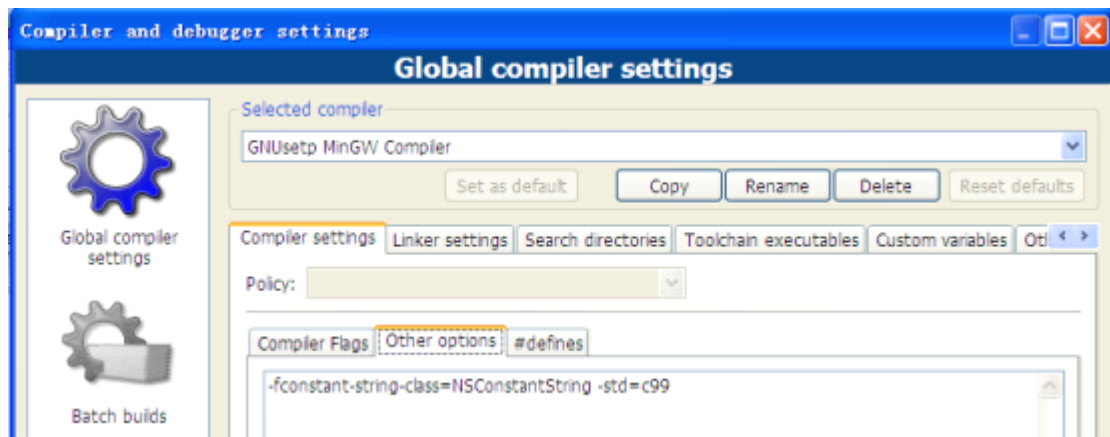 Compiler and debugger settings
Global compiler settings
Selected compiler
GNUsetp MinGW Compiler
Set as default Copy Rename Delete Reset defaults
Global compiler
settings
Compiler settings Linker settings Search directories Toolchain executables Custom variables Otl
Policy:
Compiler Flags Other options #defines
-fconstant-string-class=NSConstantString -std=c99
Batch builds